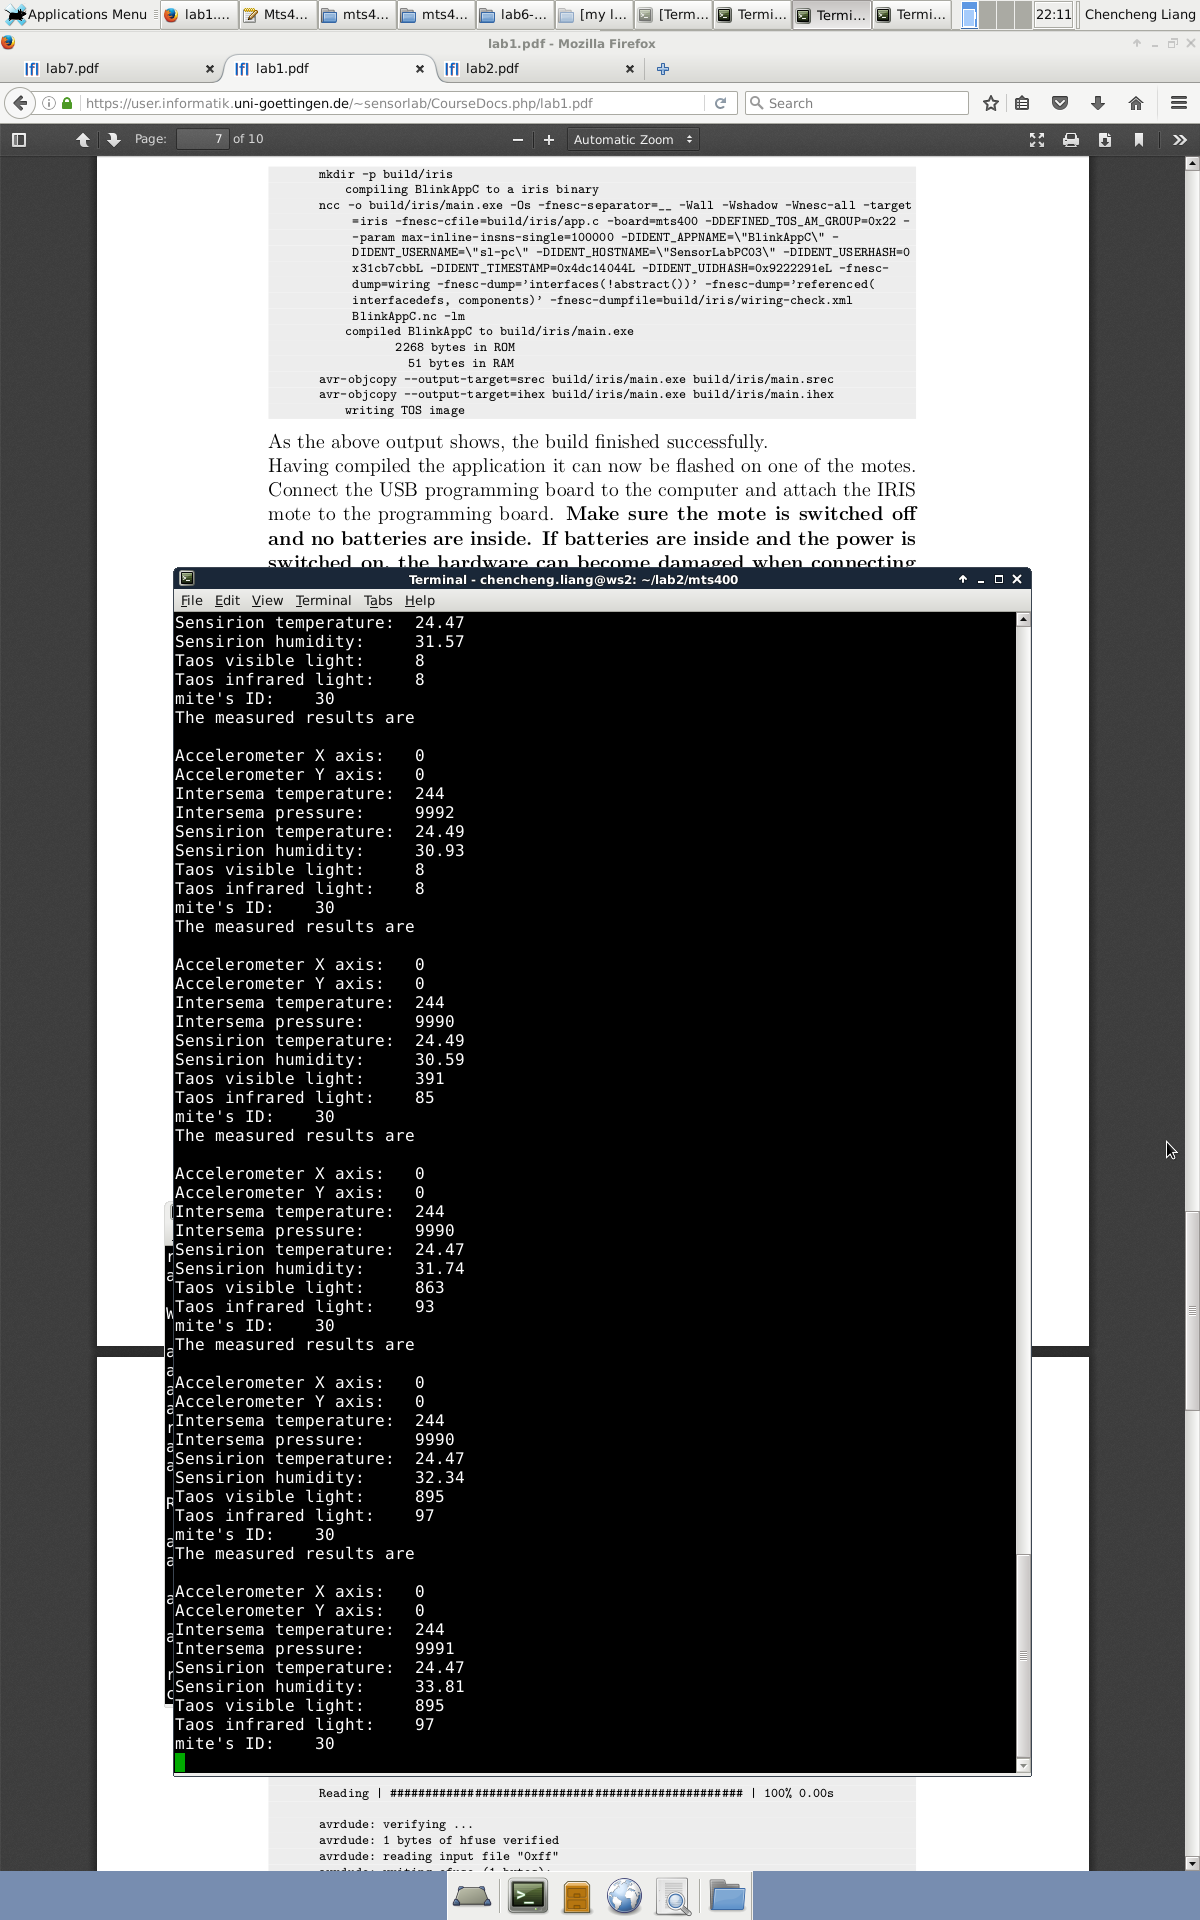 Applications Menu
lab1....
Mts4...
mts4...
mts4...
lab6-...
[my l...
[Term...
Termi...
Termi...
Termi...
22:11
Chencheng Liang
lab1.pdf - Mozilla Firefox
lab7.pdf
lab1.pdf
lab2.pdf
https://user.informatik.uni-goettingen.de/~sensorlab/CourseDocs.php/lab1.pdf
Search
Page: 7 of 10
Automatic Zoom
mkdir -p build/iris
compiling BlinkAppC to a iris binary
ncc -o build/iris/main.exe -Os -fnesc-separator=__ -Wall -Wshadow -Wnesc-all -target
=iris -fnesc-cfile=build/iris/app.c -board=mts400 -DDEFINED_TOS_AM_GROUP=0x22 -
-param max-inline-insns-single=100000 -DIDENT_APPNAME=\"BlinkAppC\" -
DIDENT_USERNAME=\"sl-pc\" -DIDENT_HOSTNAME=\"SensorLabPC03\" -DIDENT_USERHASH=0
x31cb7cbbL -DIDENT_TIMESTAMP=0x4dc14044L -DIDENT_UIDHASH=0x9222291eL -fnesc-
dump=wiring -fnesc-dump='interfaces(!abstract())' -fnesc-dump='referenced(
interfacedefs, components)' -fnesc-dumpfile=build/iris/wiring-check.xml
BlinkAppC.nc -lm
compiled BlinkAppC to build/iris/main.exe
2268 bytes in ROM
51 bytes in RAM
avr-objcopy --output-target=srec build/iris/main.exe build/iris/main.srec
avr-objcopy --output-target=ihex build/iris/main.exe build/iris/main.ihex
writing TOS image
As the above output shows, the build finished successfully.
Having compiled the application it can now be flashed on one of the motes.
Connect the USB programming board to the computer and attach the IRIS
mote to the programming board. Make sure the mote is switched off
and no batteries are inside. If batteries are inside and the power is
switched on, the hardware can become damaged when connecting
Terminal - chencheng.liang@ws2: ~/lab2/mts400
File Edit View Terminal Tabs Help
Sensirion temperature: 24.47
Sensirion humidity: 31.57
Taos visible light: 8
Taos infrared light: 8
mite's ID: 30
The measured results are
Accelerometer X axis: 0
Accelerometer Y axis: 0
Intersema temperature: 244
Intersema pressure: 9992
Sensirion temperature: 24.49
Sensirion humidity: 30.93
Taos visible light: 8
Taos infrared light: 8
mite's ID: 30
The measured results are
Accelerometer X axis: 0
Accelerometer Y axis: 0
Intersema temperature: 244
Intersema pressure: 9990
Sensirion temperature: 24.49
Sensirion humidity: 30.59
Taos visible light: 391
Taos infrared light: 85
mite's ID: 30
The measured results are
Accelerometer X axis: 0
Accelerometer Y axis: 0
Intersema temperature: 244
Intersema pressure: 9990
Sensirion temperature: 24.47
Sensirion humidity: 31.74
Taos visible light: 863
Taos infrared light: 93
mite's ID: 30
The measured results are
Accelerometer X axis: 0
Accelerometer Y axis: 0
Intersema temperature: 244
Intersema pressure: 9990
Sensirion temperature: 24.47
Sensirion humidity: 32.34
Taos visible light: 895
Taos infrared light: 97
mite's ID: 30
The measured results are
Accelerometer X axis: 0
Accelerometer Y axis: 0
Intersema temperature: 244
Intersema pressure: 9991
Sensirion temperature: 24.47
Sensirion humidity: 33.81
Taos visible light: 895
Taos infrared light: 97
mite's ID: 30
Reading | ################################################## | 100% 0.00s
avrdude: verifying ...
avrdude: 1 bytes of hfuse verified
avrdude: reading input file "0xff"